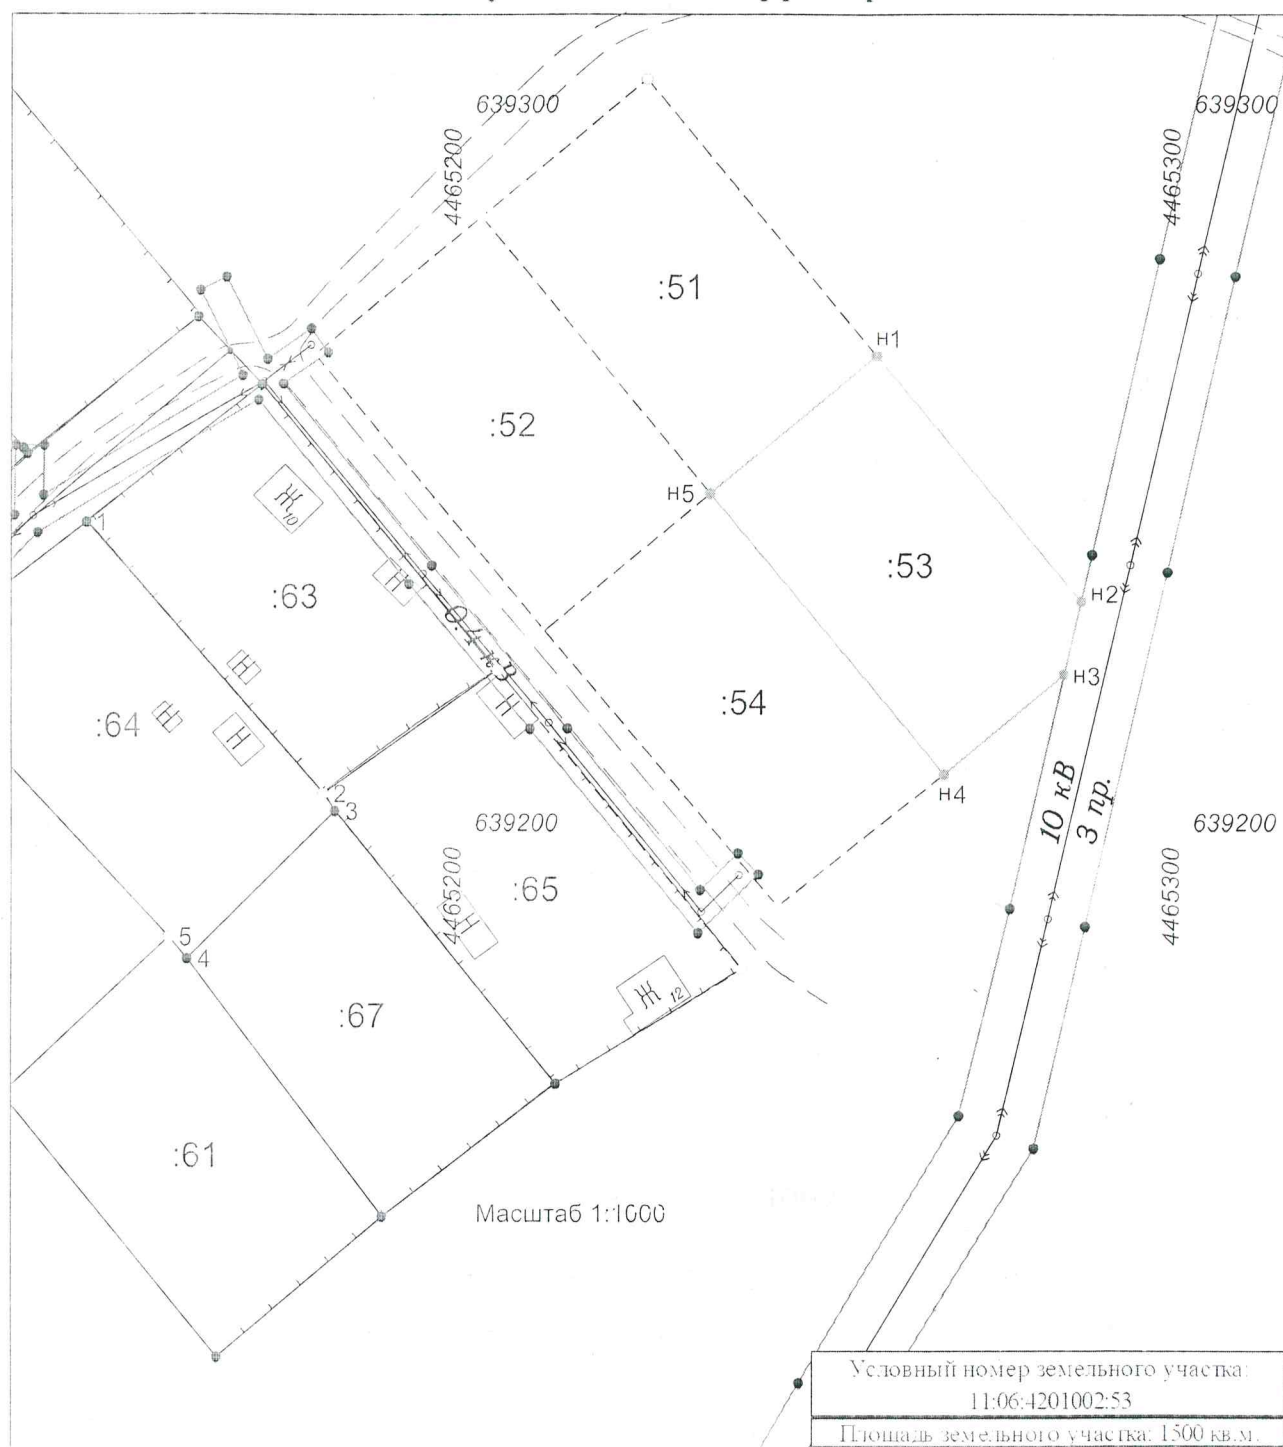 639300
639300
4465200
4465300
:51
н1
:52
н5
Ж
10
:53
1
н2
Н
:63
0.4 кВ
Н
н3
:64
Н
Н
Н
:54
н4
2
3
10 кВ
3 пр.
639200
639200
4465200
4465300
:65
Н
5
4
Ж
12
:67
:61
Масштаб 1:1000
Условный номер земельного участка:
11:06:4201002:53
Площадь земельного участка: 1500 кв.м.